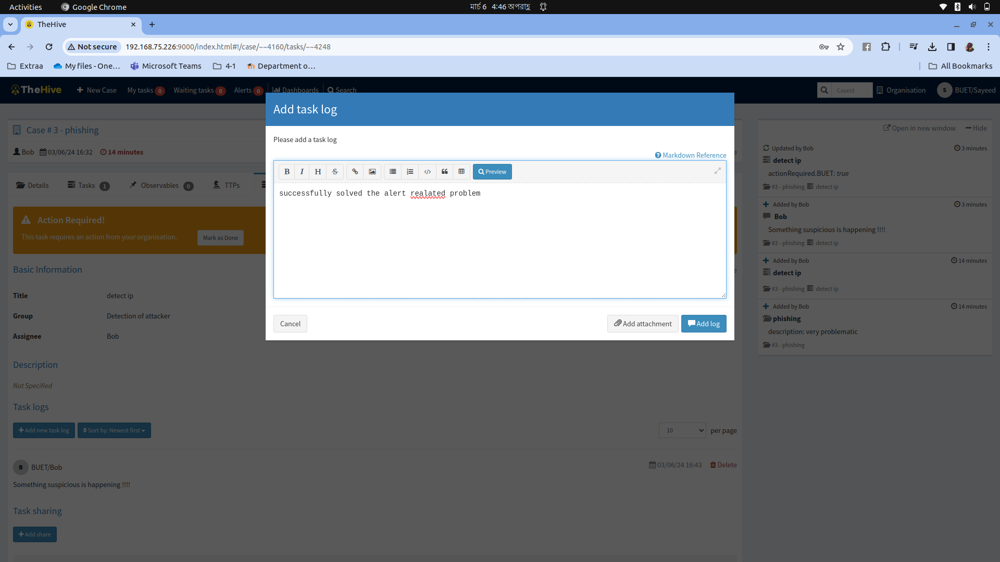 Activities Google Chrome মার্চ 6 4:46 অপরাহ্ণ
TheHive
Not secure 192.168.75.226:9000/index.html#!/case/~~4160/tasks/~~4248
Extraa My files - One... Microsoft Teams 4-1 Department o... All Bookmarks
TheHive New Case My tasks 0 Waiting tasks 0 Alerts 0 Dashboards Search CaseId Organisation S BUET/Sayeed
Add task log
Case # 3 - phishing
Open in new window Hide
Please add a task log
Bob 03/06/24 16:32 14 minutes
Markdown Reference
B I H S Preview
Details Tasks 1 Observables 0 TTPs
successfully solved the alert realated problem
Action Required!
This task requires an action from your organisation. Mark as Done
Basic Information
Title detect ip
Group Detection of attacker
Assignee Bob
Cancel Add attachment Add log
Description
Not Specified
Task logs
Add new task log Sort by: Newest first 10 per page
B BUET/Bob 03/06/24 16:43 Delete
Something suspicious is happening !!!!
Task sharing
Add share
Updated by Bob 3 minutes
detect ip
actionRequired.BUET: true
#3 - phishing detect ip
Added by Bob 3 minutes
Bob
Something suspicious is happening !!!!
#3 - phishing detect ip
Added by Bob 14 minutes
detect ip
#3 - phishing detect ip
Added by Bob 14 minutes
phishing
description: very problematic
#3 - phishing